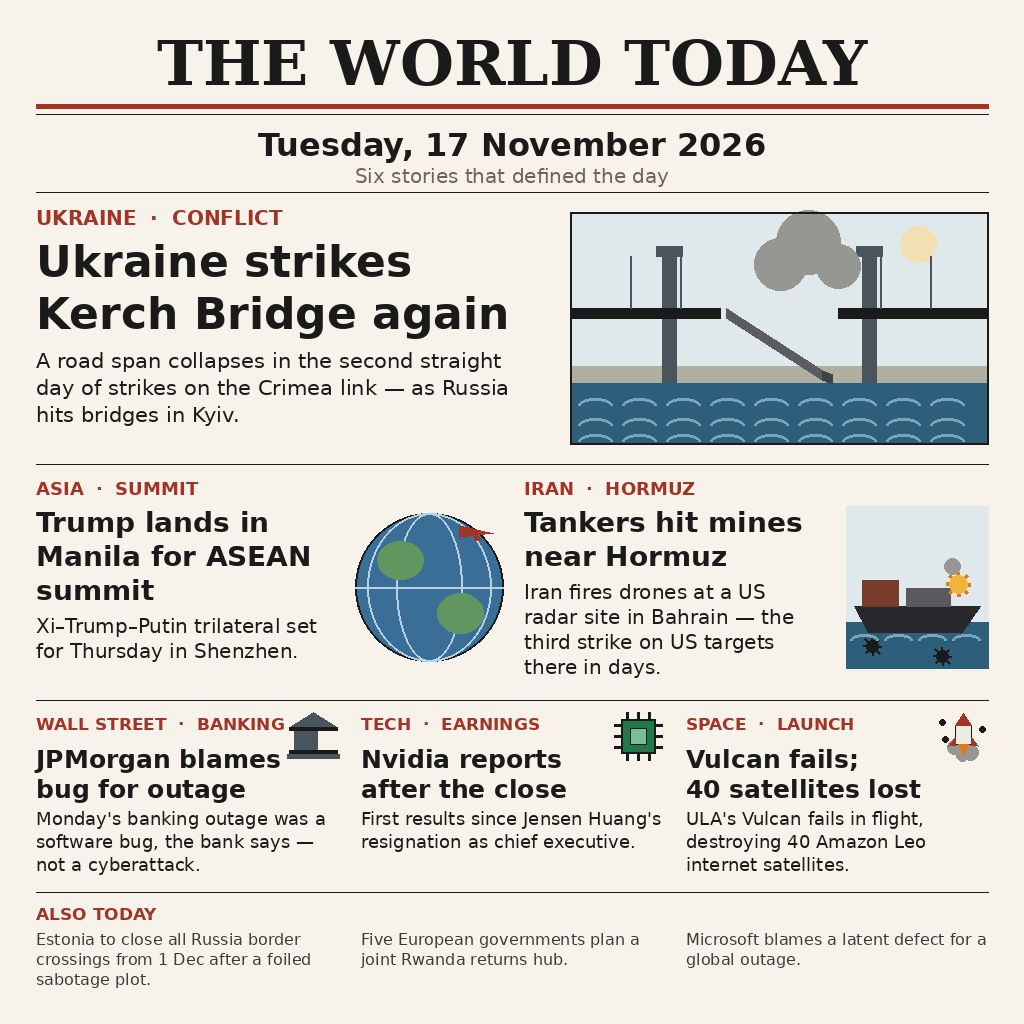 THE WORLD TODAY
Tuesday, 17 November 2026
Six stories that defined the day
UKRAINE · CONFLICT
Ukraine strikes
Kerch Bridge again
A road span collapses in the second straight
day of strikes on the Crimea link — as Russia
hits bridges in Kyiv.
ASIA · SUMMIT
Trump lands in
Manila for ASEAN
summit
Xi–Trump–Putin trilateral set
for Thursday in Shenzhen.
IRAN · HORMUZ
Tankers hit mines
near Hormuz
Iran fires drones at a US
radar site in Bahrain — the
third strike on US targets
there in days.
WALL STREET · BANKING
JPMorgan blames
bug for outage
Monday's banking outage was a
software bug, the bank says —
not a cyberattack.
TECH · EARNINGS
Nvidia reports
after the close
First results since Jensen Huang's
resignation as chief executive.
SPACE · LAUNCH
Vulcan fails;
40 satellites lost
ULA's Vulcan fails in flight,
destroying 40 Amazon Leo
internet satellites.
ALSO TODAY
Estonia to close all Russia border
crossings from 1 Dec after a foiled
sabotage plot.
Five European governments plan a
joint Rwanda returns hub.
Microsoft blames a latent defect for a
global outage.